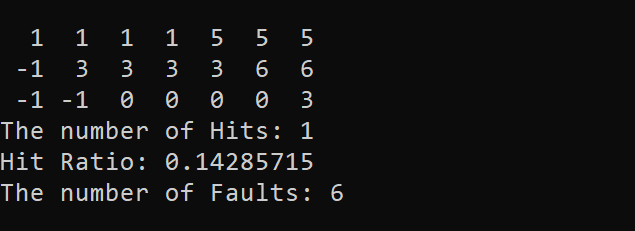 1 1 1 1 5 5 5
-1 3 3 3 3 6 6
-1 -1 0 0 0 0 3
The number of Hits: 1
Hit Ratio: 0.14285715
The number of Faults: 6